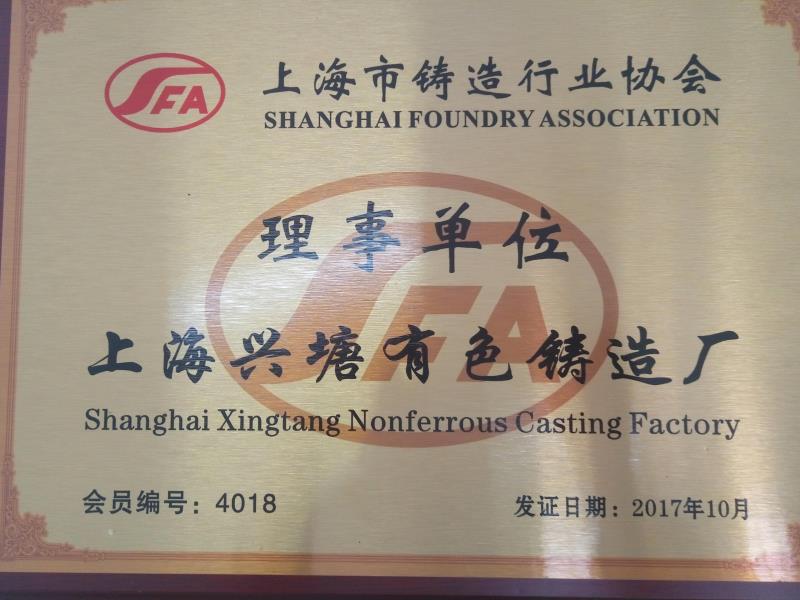 SFA
上海市铸造行业协会
SHANGHAI FOUNDRY ASSOCIATION
理事单位
SFA
上海兴塘有色铸造厂
Shanghai Xingtang Nonferrous Casting Factory
会员编号：4018
发证日期：2017年10月